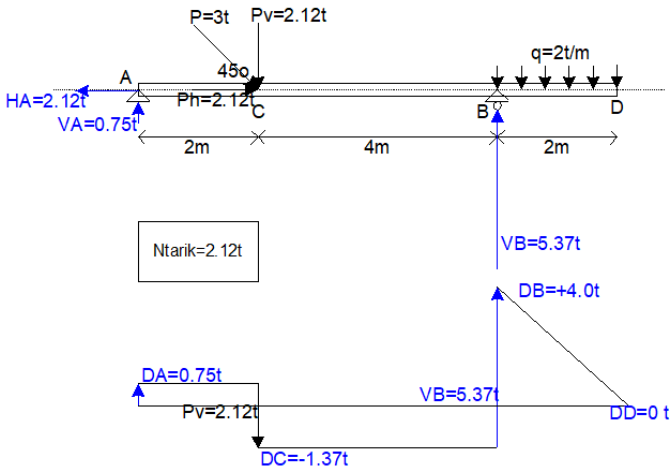 P=3t
Pv=2.12t
45o
q=2t/m
A
HA=2.12t
Ph=2.12t
C
B
D
VA=0.75t
2m
4m
2m
Ntarik=2.12t
VB=5.37t
DB=+4.0t
DA=0.75t
Pv=2.12t
VB=5.37t
DD=0 t
DC=-1.37t